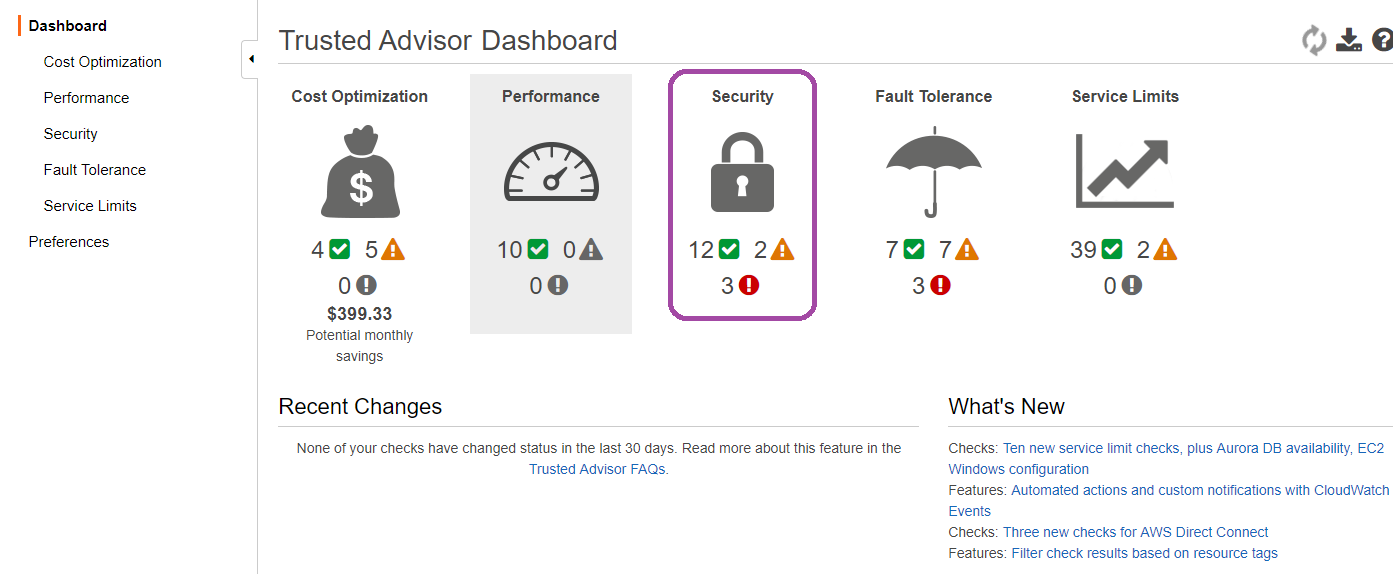 Dashboard
Cost Optimization
Performance
Security
Fault Tolerance
Service Limits
Preferences
Trusted Advisor Dashboard
Cost Optimization
$
4 5
0
$399.33
Potential monthly
savings
Performance
10 0
0
Security
12 2
3
Fault Tolerance
7 7
3
Service Limits
39 2
0
Recent Changes
None of your checks have changed status in the last 30 days. Read more about this feature in the
Trusted Advisor FAQs.
What's New
Checks: Ten new service limit checks, plus Aurora DB availability, EC2
Windows configuration
Features: Automated actions and custom notifications with CloudWatch
Events
Checks: Three new checks for AWS Direct Connect
Features: Filter check results based on resource tags